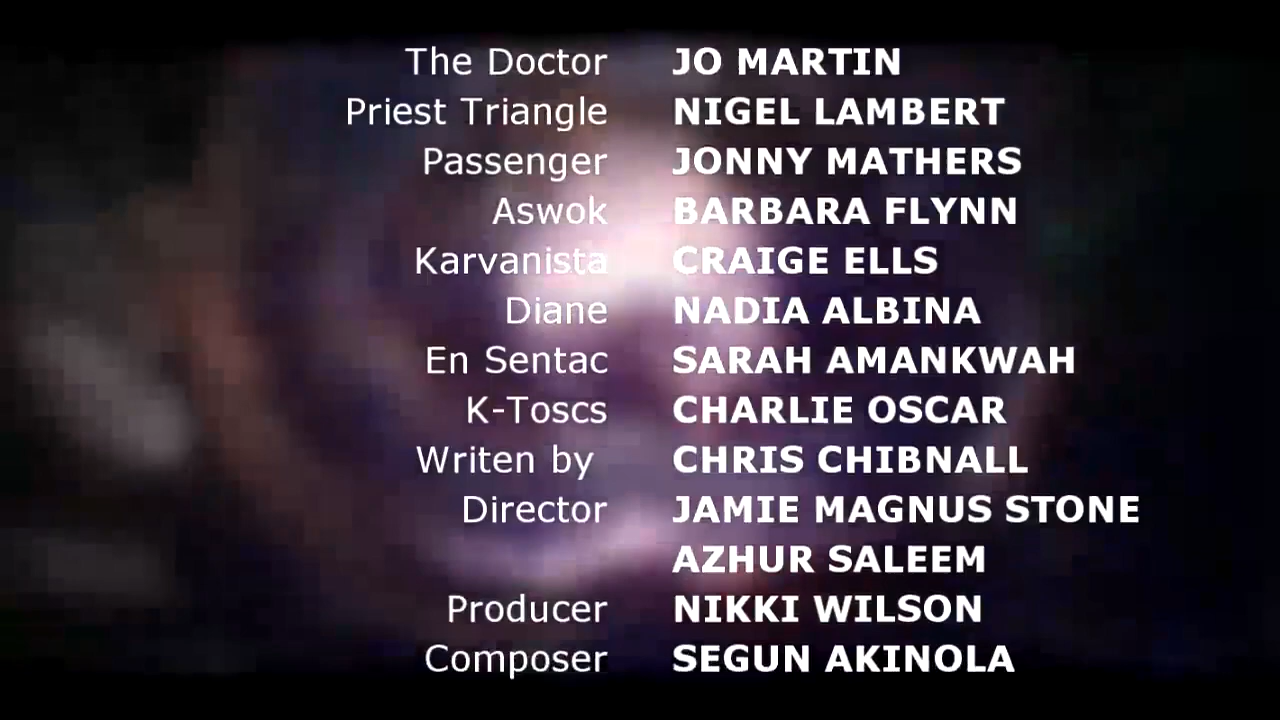 The Doctor JO MARTIN
Priest Triangle NIGEL LAMBERT
Passenger JONNY MATHERS
Aswok BARBARA FLYNN
Karvanista CRAIGE ELLS
Diane NADIA ALBINA
En Sentac SARAH AMANKWAH
K-Toscs CHARLIE OSCAR
Writen by CHRIS CHIBNALL
Director JAMIE MAGNUS STONE
AZHUR SALEEM
Producer NIKKI WILSON
Composer SEGUN AKINOLA